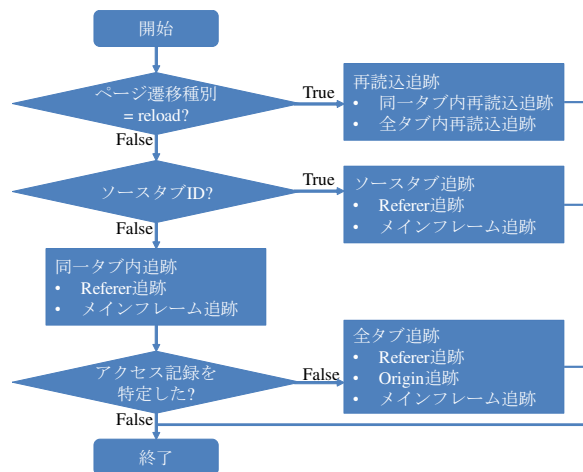 開始
ページ遷移種別
= reload?
True
再読込追跡
• 同一タブ内再読込追跡
• 全タブ内再読込追跡
False
ソースタブID?
True
ソースタブ追跡
• Referer追跡
• メインフレーム追跡
False
同一タブ内追跡
• Referer追跡
• メインフレーム追跡
アクセス記録を
特定した?
False
全タブ追跡
• Referer追跡
• Origin追跡
• メインフレーム追跡
False
終了